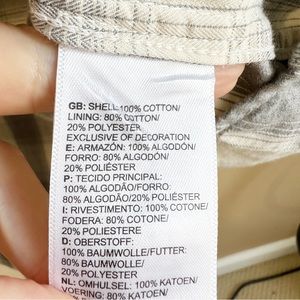 GB: SHELL:100% COTTON/
LINING: 80% COTTON/
20% POLYESTER
EXCLUSIVE OF DECORATION
E: ARMAZÓN: 100% ALGODÓN/
FORRO: 80% ALGODÓN/
20% POLIÉSTER
P: TECIDO PRINCIPAL:
100% ALGODÃO/FORRO:
80% ALGODÃO/20% POLIÉSTER
I: RIVESTIMENTO: 100% COTONE/
FODERA: 80% COTONE/
20% POLIESTERE
D: OBERSTOFF:
100% BAUMWOLLE/FUTTER:
80% BAUMWOLLE/
20% POLYESTER
NL: OMHULSEL: 100% KATOEN/
VOERING: 80% KATOEN/